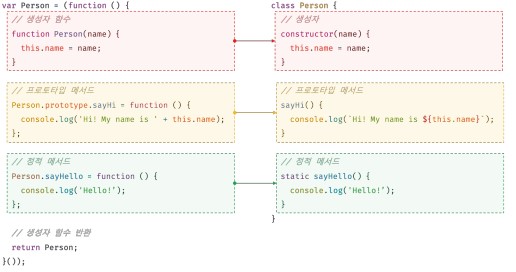 var Person = (function () {
// 생성자 함수
function Person(name) {
this.name = name;
}
// 프로토타입 메서드
Person.prototype.sayHi = function () {
console.log('Hi! My name is ' + this.name);
};
// 정적 메서드
Person.sayHello = function () {
console.log('Hello!');
};
// 생성자 함수 반환
return Person;
}());
class Person {
// 생성자
constructor(name) {
this.name = name;
}
// 프로토타입 메서드
sayHi() {
console.log(`Hi! My name is ${this.name}`);
}
// 정적 메서드
static sayHello() {
console.log('Hello!');
}
}